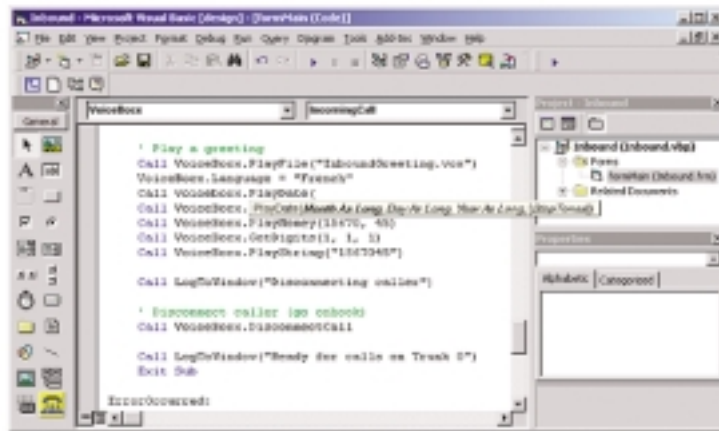 Inbound - Microsoft Visual Basic [design] - [formMain (Code)]
File Edit View Project Format Debug Run Query Diagram Tools Add-Ins Window Help
General
VoiceBocx IncomingCall
' Play a greeting
Call VoiceBocx.PlayFile("InboundGreeting.vox")
VoiceBocx.Language = "French"
Call VoiceBocx.PlayDate(
Call VoiceBocx.
PlayDate(Month As Long, Day As Long, Year As Long,
Call VoiceBocx.PlayMoney(15670, 45)
Call VoiceBocx.GetDigits(1, 1, 1)
Call VoiceBocx.PlayString("1567045")
Call LogToWindow("Disconnecting caller")
' Disconnect caller (go onhook)
Call VoiceBocx.DisconnectCall
Call LogToWindow("Ready for calls on Trunk 0")
Exit Sub
ErrorOccurred:
Project - Inbound
Inbound (Inbound.vbp)
Forms
formMain (Inbound.frm)
Related Documents
Properties
Alphabetic Categorized